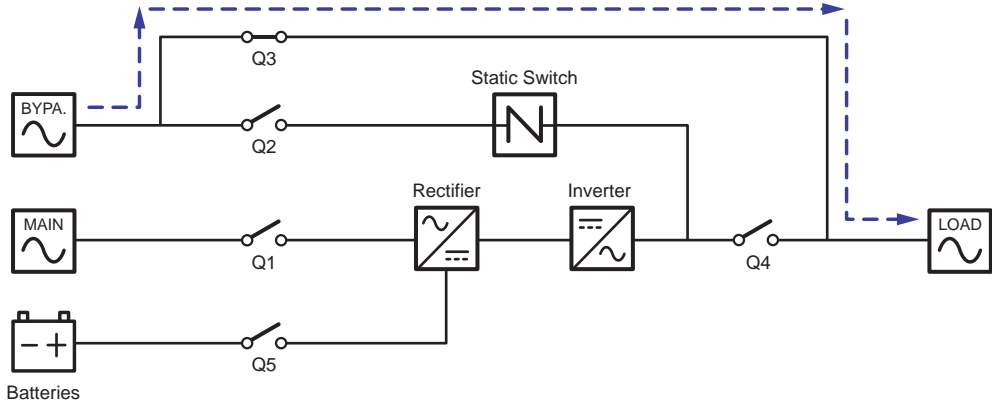 Q3
Static Switch
BYPA.
Q2
Rectifier
Inverter
MAIN
LOAD
Q1
Q4
Q5
Batteries